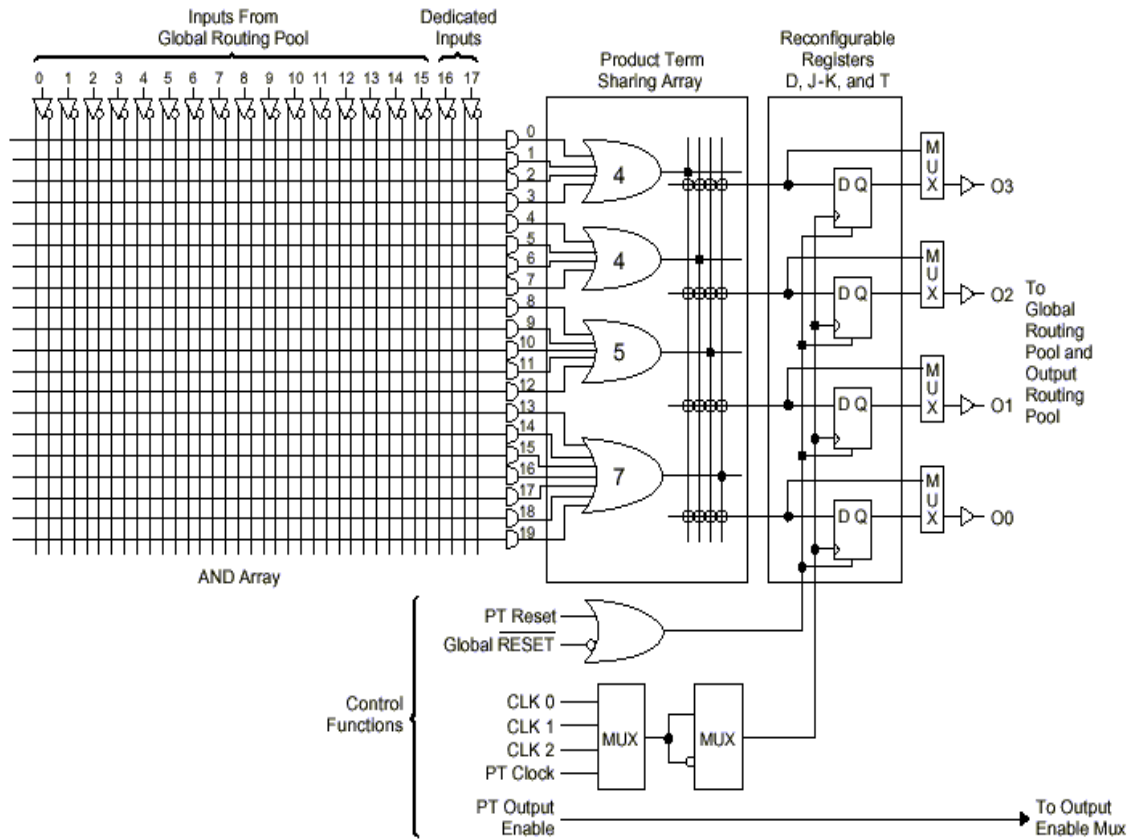 Inputs From
Global Routing Pool
Dedicated
Inputs
0 1 2 3 4 5 6 7 8 9 10 11 12 13 14 15 16 17
Product Term
Sharing Array
Reconfigurable
Registers
D, J-K, and T
0
1
2
3
4
5
6
7
8
9
10
11
12
13
14
15
16
17
18
19
4
4
5
7
D Q
MUX
O3
D Q
MUX
O2
D Q
MUX
O1
D Q
MUX
O0
To
Global
Routing
Pool and
Output
Routing
Pool
AND Array
Control
Functions
PT Reset
Global RESET
CLK 0
CLK 1
CLK 2
PT Clock
MUX
MUX
PT Output
Enable
To Output
Enable Mux